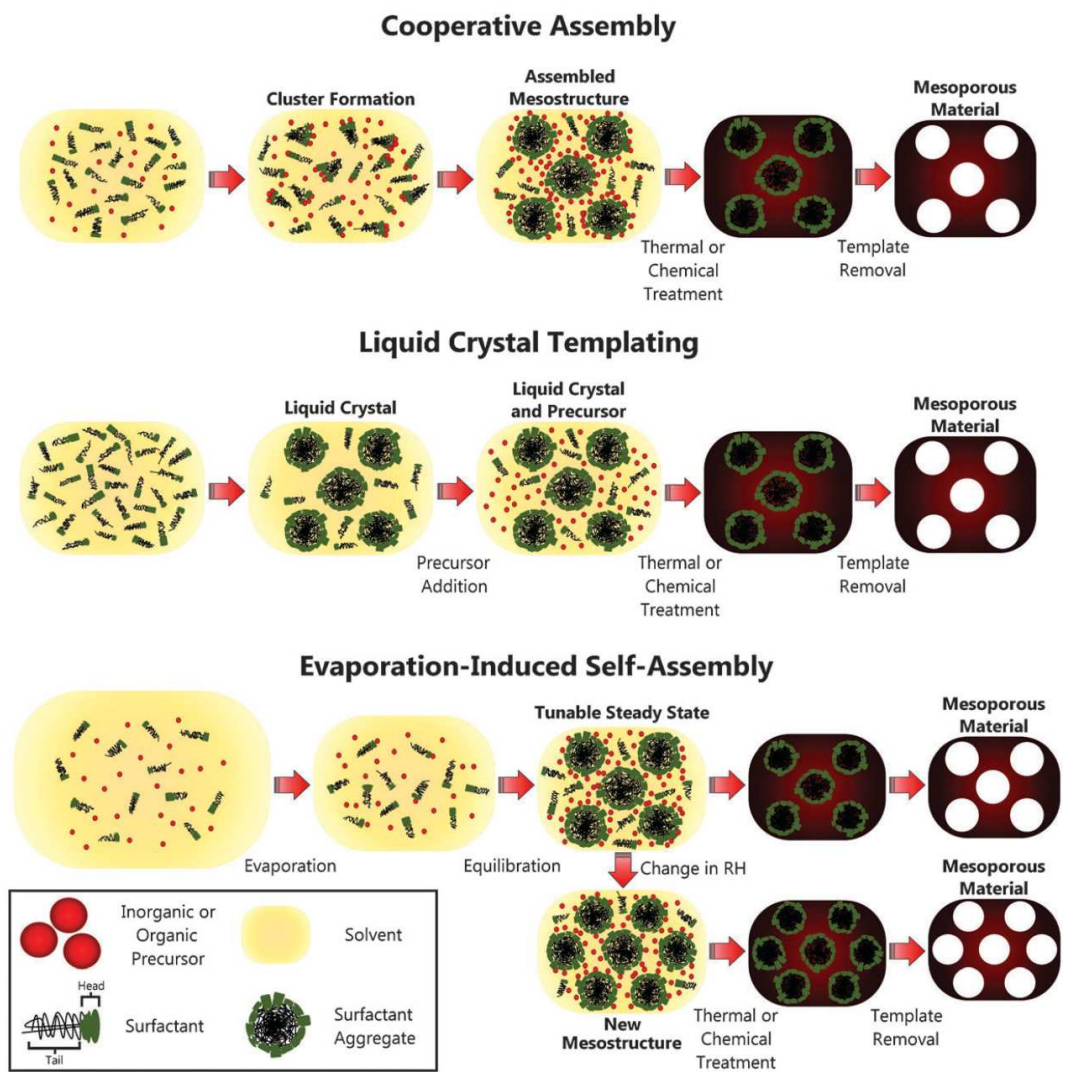 Cooperative Assembly
Cluster Formation
Assembled
Mesostructure
Mesoporous
Material
Thermal or
Chemical
Treatment
Template
Removal
Liquid Crystal Templating
Liquid Crystal
Liquid Crystal
and Precursor
Mesoporous
Material
Precursor
Addition
Thermal or
Chemical
Treatment
Template
Removal
Evaporation-Induced Self-Assembly
Tunable Steady State
Mesoporous
Material
Evaporation
Equilibration
Change in RH
Mesoporous
Material
New
Mesostructure
Thermal or
Chemical
Treatment
Template
Removal
Inorganic or
Organic
Precursor
Solvent
Head
Tail
Surfactant
Surfactant
Aggregate